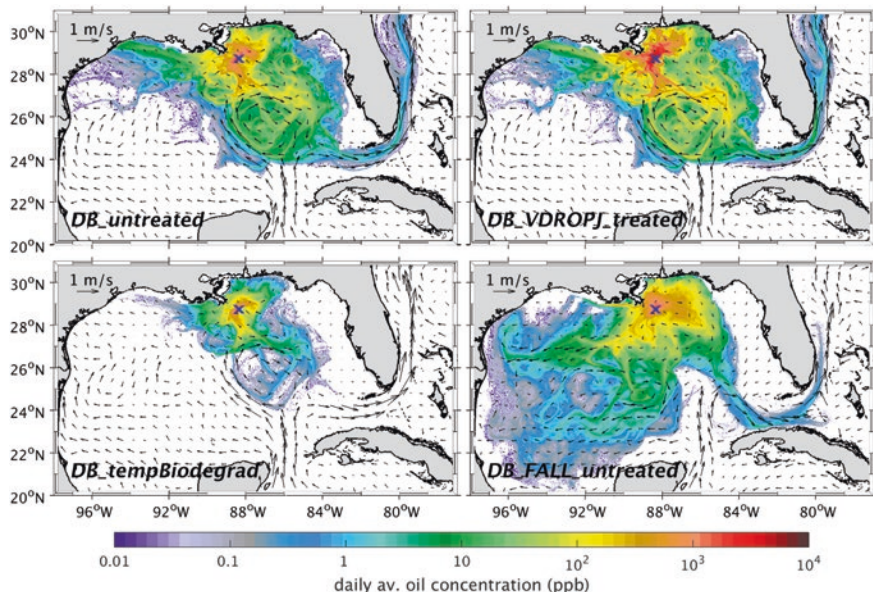 30°N
28°N
26°N
24°N
22°N
20°N
1 m/s
DB_untreated
1 m/s
DB_VDROPJ_treated
30°N
28°N
26°N
24°N
22°N
20°N
1 m/s
DB_tempBiodegrad
1 m/s
DB_FALL_untreated
96°W 92°W 88°W 84°W 80°W 96°W 92°W 88°W 84°W 80°W
0.01 0.1 1 10 10² 10³ 10⁴
daily av. oil concentration (ppb)